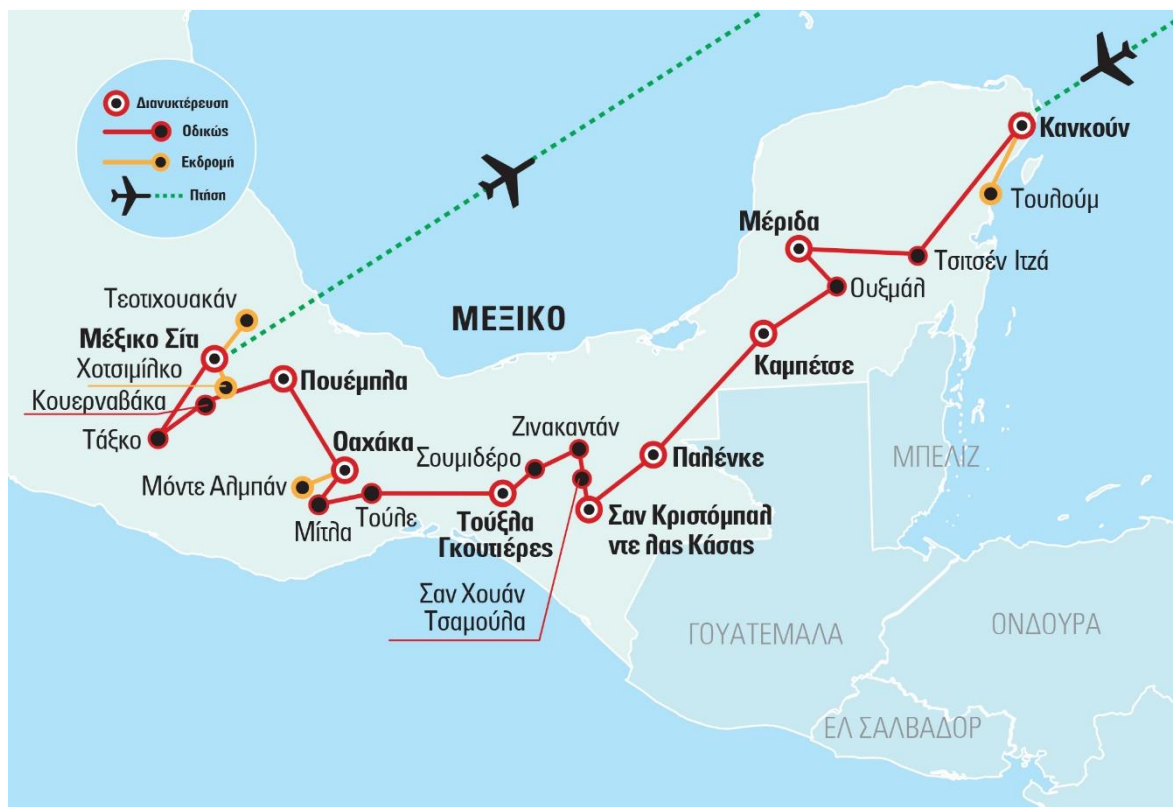 Διανυκτέρευση
Οδικώς
Εκδρομή
Πτήση
Κανκούν
Τουλούμ
Μέριδα
Τσιτσέν Ιτζά
Ουξμάλ
Τεοτιχουακάν
ΜΕΞΙΚΟ
Μέξικο Σίτι
Χοτσιμίλκο
Καμπέτσε
Πουέμπλα
Κουερναβάκα
Τάξκο
Οαχάκα
Ζινακαντάν
Σουμιδέρο
Παλένκε
ΜΠΕΛΙΖ
Μόντε Αλμπάν
Μίτλα
Τούλε
Τούξλα
Γκουτιέρες
Σαν Κριστόμπαλ
ντε λας Κάσας
Σαν Χουάν
Τσαμούλα
ΓΟΥΑΤΕΜΑΛΑ
ΟΝΔΟΥΡΑ
ΕΛ ΣΑΛΒΑΔΟΡ